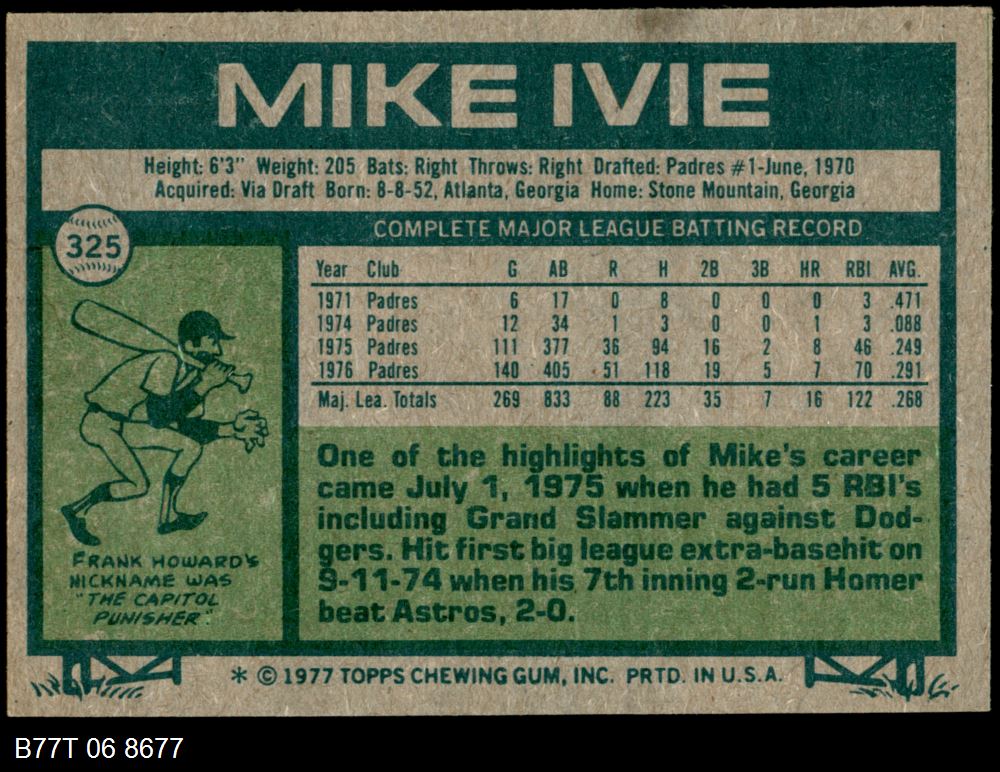 MIKE IVIE
Height: 6'3" Weight: 205 Bats: Right Throws: Right Drafted: Padres #1-June, 1970
Acquired: Via Draft Born: 8-8-52, Atlanta, Georgia Home: Stone Mountain, Georgia
325
COMPLETE MAJOR LEAGUE BATTING RECORD
Year Club G AB R H 2B 3B HR RBI AVG.
1971 Padres 6 17 0 8 0 0 0 3 .471
1974 Padres 12 34 1 3 0 0 1 3 .088
1975 Padres 111 377 36 94 16 2 8 46 .249
1976 Padres 140 405 51 118 19 5 7 70 .291
Maj. Lea. Totals 269 833 88 223 35 7 16 122 .268
FRANK HOWARD'S
NICKNAME WAS
"THE CAPITOL
PUNISHER".
One of the highlights of Mike's career
came July 1, 1975 when he had 5 RBI's
including Grand Slammer against Dod-
gers. Hit first big league extra-basehit on
9-11-74 when his 7th inning 2-run Homer
beat Astros, 2-0.
* © 1977 TOPPS CHEWING GUM, INC. PRTD. IN U.S.A.
B77T 06 8677